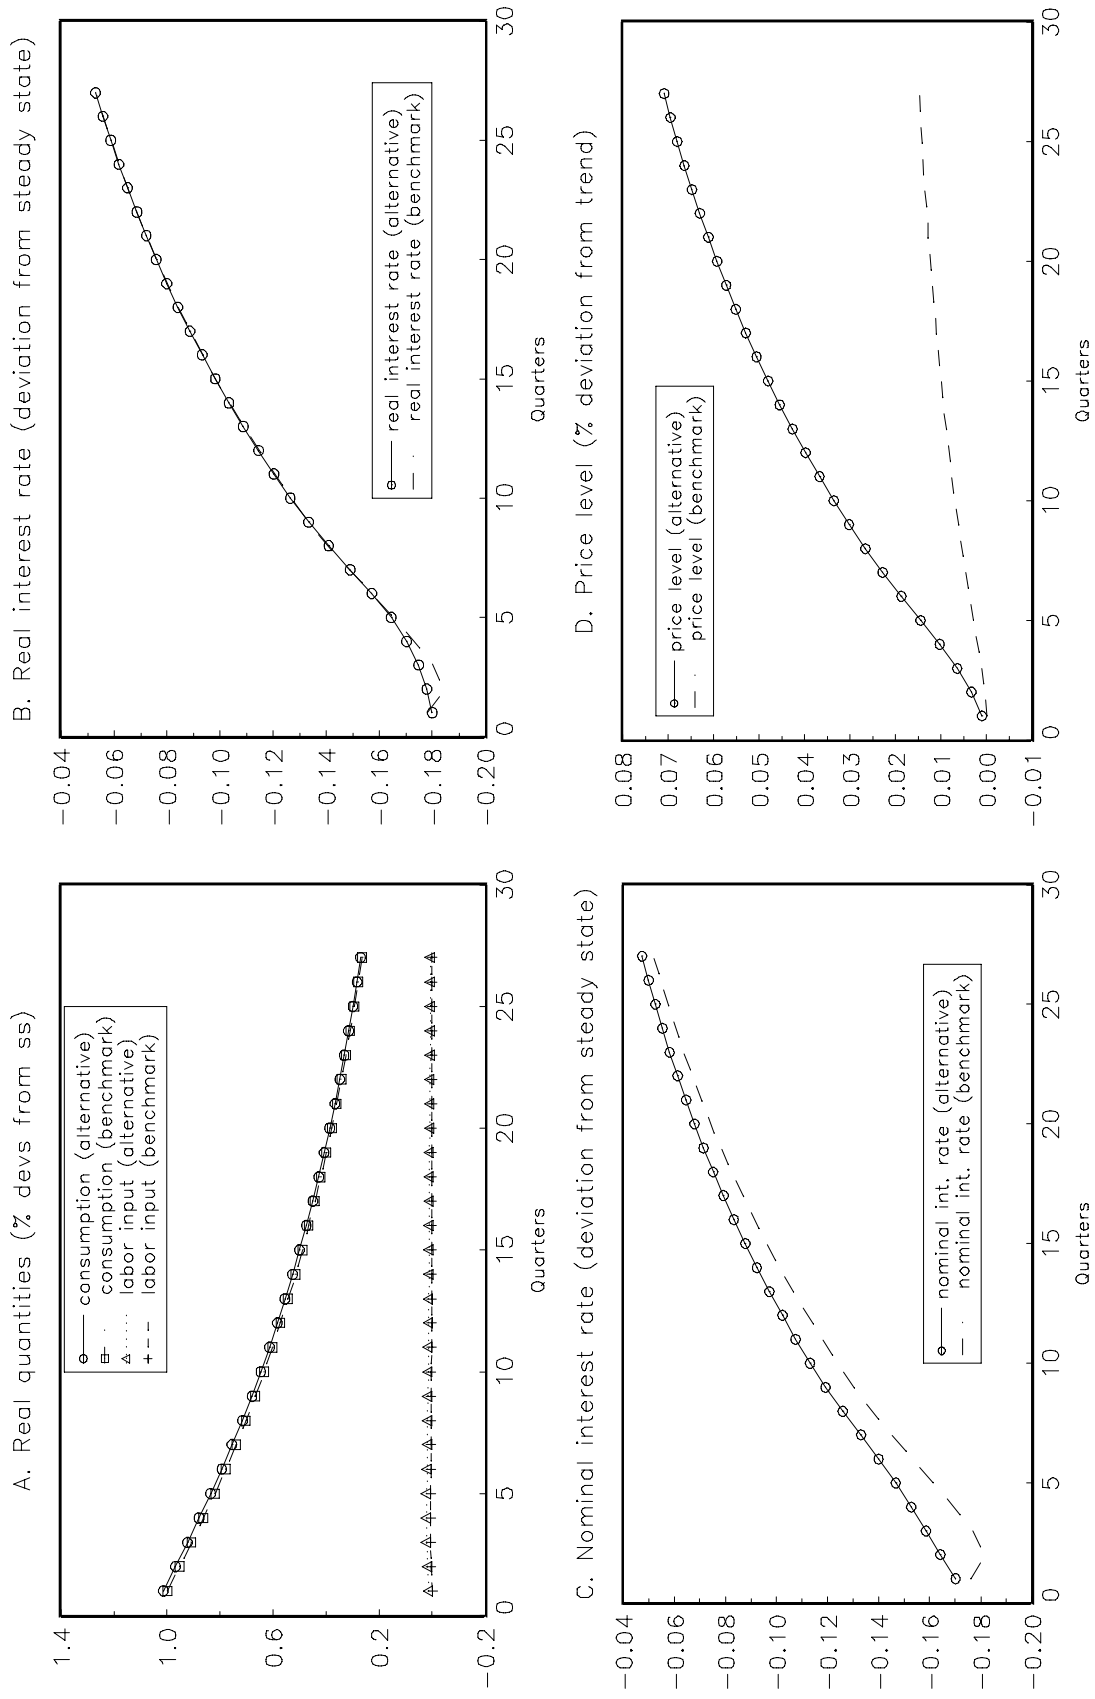 A. Real quantities (% devs from ss)
1.4
1.0
0.6
0.2
−0.2
consumption (alternative)
consumption (benchmark)
labor input (alternative)
labor input (benchmark)
0 5 10 15 20 25 30
Quarters
B. Real interest rate (deviation from steady state)
−0.04
−0.06
−0.08
−0.10
−0.12
−0.14
−0.16
−0.18
−0.20
real interest rate (alternative)
real interest rate (benchmark)
0 5 10 15 20 25 30
Quarters
C. Nominal interest rate (deviation from steady state)
−0.04
−0.06
−0.08
−0.10
−0.12
−0.14
−0.16
−0.18
−0.20
nominal int. rate (alternative)
nominal int. rate (benchmark)
0 5 10 15 20 25 30
Quarters
D. Price level (% deviation from trend)
0.08
0.07
0.06
0.05
0.04
0.03
0.02
0.01
0.00
−0.01
price level (alternative)
price level (benchmark)
0 5 10 15 20 25 30
Quarters